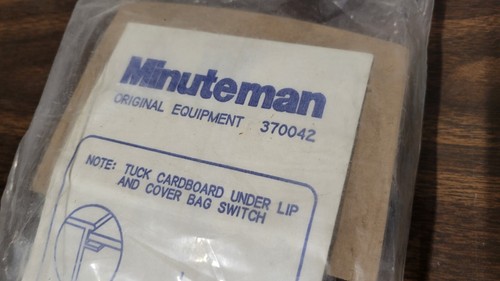 Minuteman
ORIGINAL EQUIPMENT 370042
NOTE: TUCK CARDBOARD UNDER LIP
AND COVER BAG SWITCH